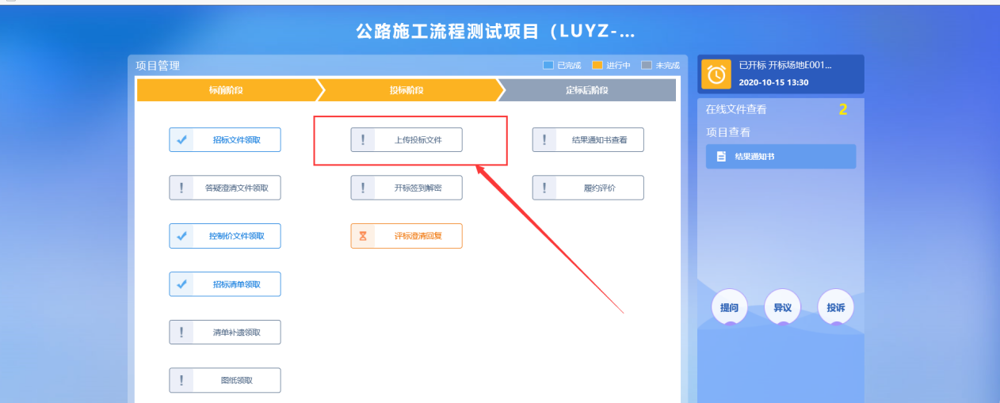 公路施工流程测试项目（LUYZ-...
项目管理
已完成 进行中 未完成
标前阶段 投标阶段 定标后阶段
招标文件领取 上传投标文件 结果通知书查看
答疑澄清文件领取 开标签到解密 履约评价
控制价文件领取 评标澄清回复
招标清单领取
清单补遗领取
图纸领取
已开标 开标场地E001...
2020-10-15 13:30
在线文件查看 2
项目查看
结果通知书
提问 异议 投诉